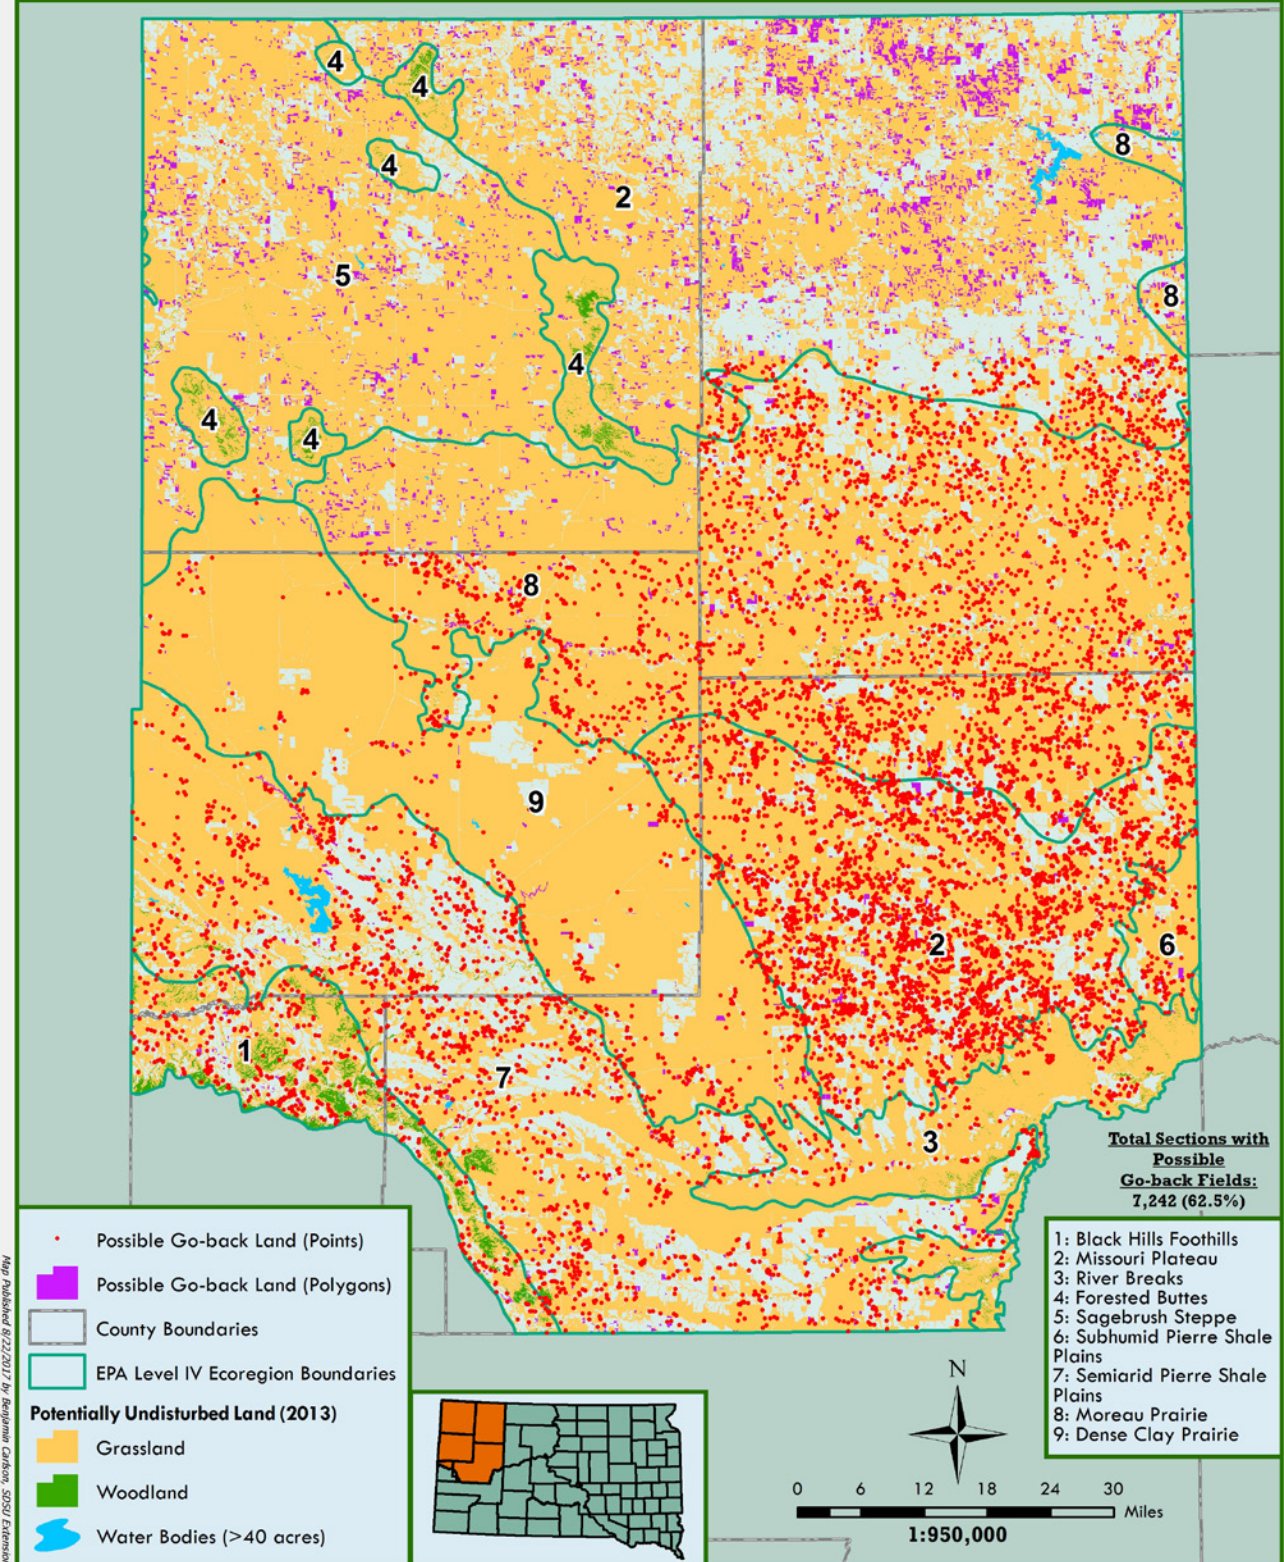 4
4
8
4
2
5
8
4
4
4
8
9
2
6
1
7
3
Total Sections with
Possible
Go-back Fields:
7,242 (62.5%)
Possible Go-back Land (Points)
Possible Go-back Land (Polygons)
County Boundaries
EPA Level IV Ecoregion Boundaries
Potentially Undisturbed Land (2013)
Grassland
Woodland
Water Bodies (>40 acres)
1: Black Hills Foothills
2: Missouri Plateau
3: River Breaks
4: Forested Buttes
5: Sagebrush Steppe
6: Subhumid Pierre Shale
Plains
7: Semiarid Pierre Shale
Plains
8: Moreau Prairie
9: Dense Clay Prairie
N
0 6 12 18 24 30
Miles
1:950,000
Map Published 8/22/2017 by Benjamin Carlson, SDSU Extension